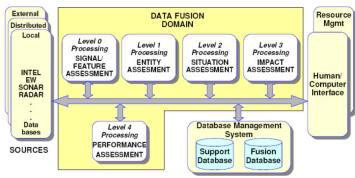 External
Distributed
Local
INTEL
EW
SONAR
RADAR
.
.
.
Data
bases
SOURCES
DATA FUSION
DOMAIN
Level 0
Processing
SIGNAL/
FEATURE
ASSESSMENT
Level 1
Processing
ENTITY
ASSESMENT
Level 2
Processing
SITUATION
ASSESSMENT
Level 3
Processing
IMPACT
ASSESSMENT
Level 4
Processing
PERFORMANCE
ASSESSMENT
Database Management
System
Support
Database
Fusion
Database
Resource
Mgmt
Human/
Computer
Interface